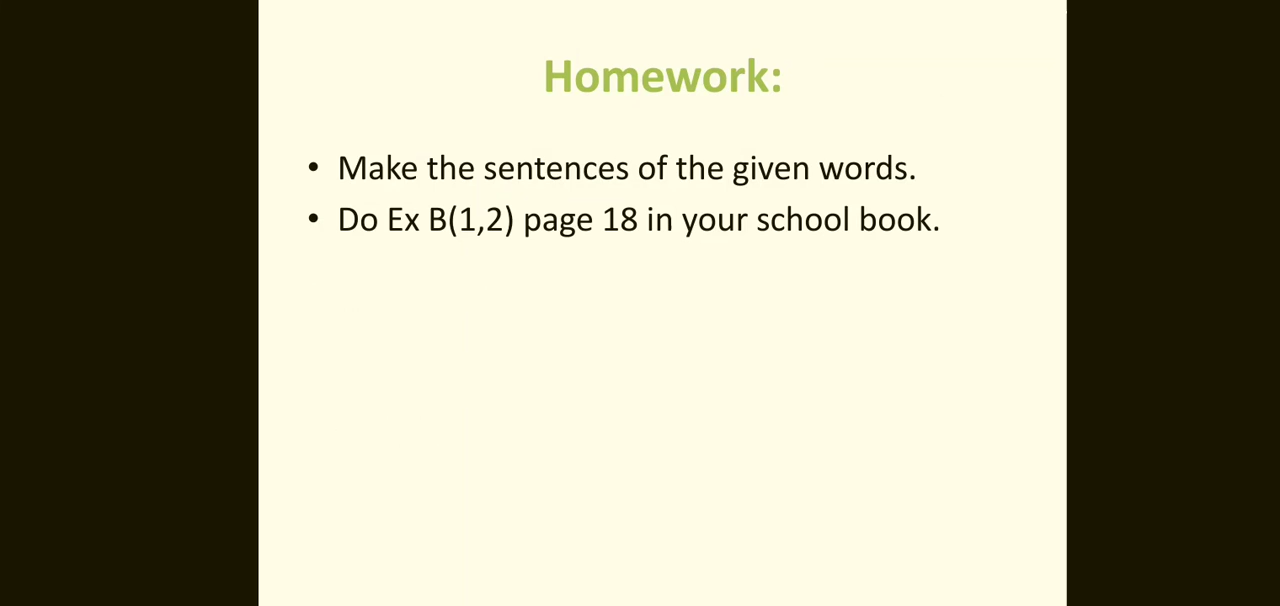 Homework:
• Make the sentences of the given words.
• Do Ex B(1,2) page 18 in your school book.